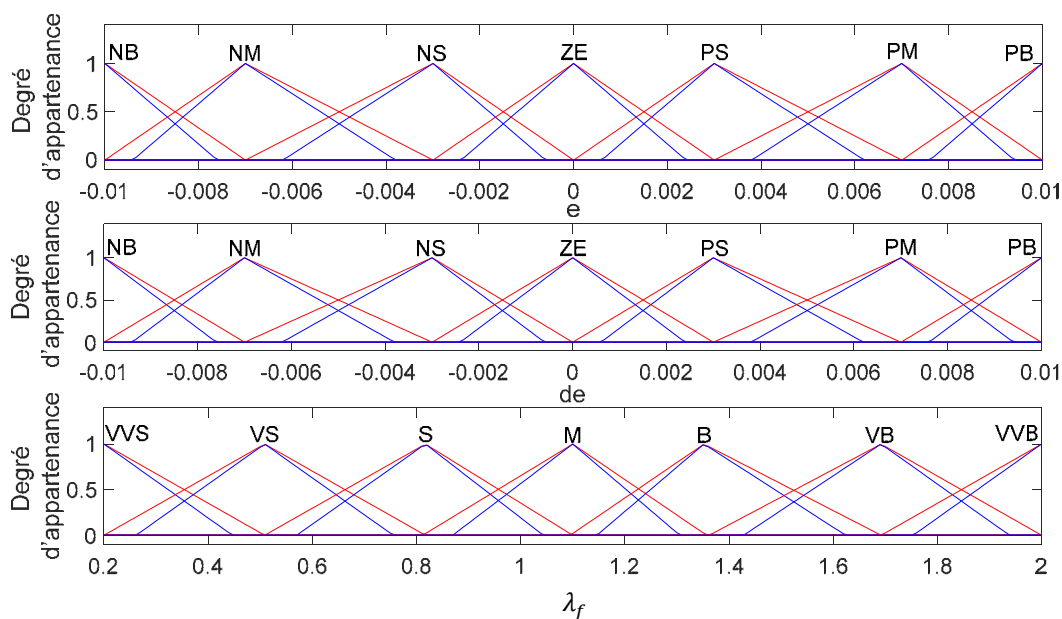 NB NM NS ZE PS PM PB
Degré
d'appartenance
1
0.5
0
-0.01 -0.008 -0.006 -0.004 -0.002 0 0.002 0.004 0.006 0.008 0.01
e
NB NM NS ZE PS PM PB
Degré
d'appartenance
1
0.5
0
-0.01 -0.008 -0.006 -0.004 -0.002 0 0.002 0.004 0.006 0.008 0.01
de
VVS VS S M B VB VVB
Degré
d'appartenance
1
0.5
0
0.2 0.4 0.6 0.8 1 1.2 1.4 1.6 1.8 2
λf